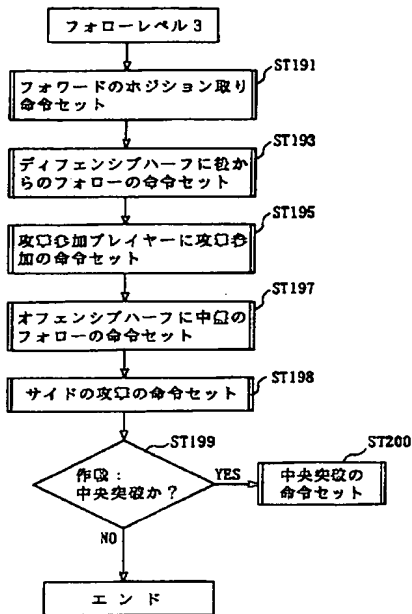 フォローレベル3
ST191
フォワードのホジション取り
命令セット
ST193
ディフェンシブハーフに後か
らのフォローの命令セット
ST195
攻撃参加プレイヤーに攻撃参
加の命令セット
ST197
オフェンシブハーフに中盤の
フォローの命令セット
ST198
サイドの攻撃の命令セット
ST199
作戦:
中央突破か?
YES
ST200
中央突破の
命令セット
NO
エンド